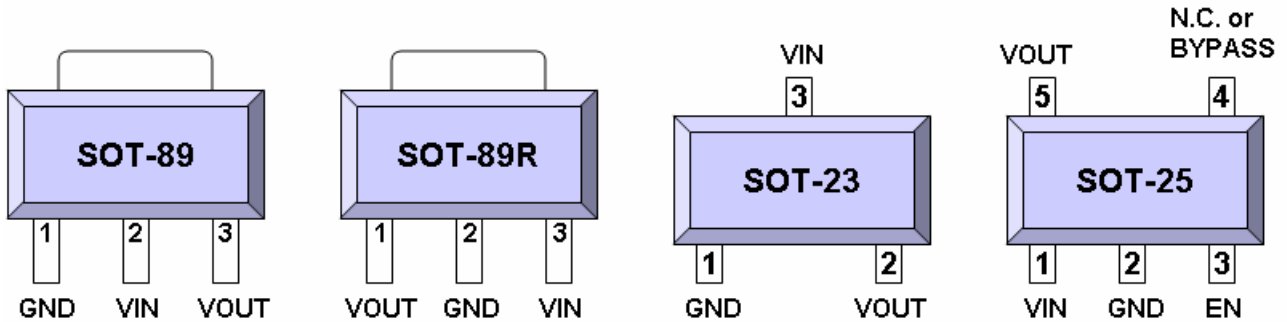 SOT-89
1 2 3
GND VIN VOUT
SOT-89R
1 2 3
VOUT GND VIN
VIN
3
SOT-23
1 2
GND VOUT
N.C. or
VOUT BYPASS
5 4
SOT-25
1 2 3
VIN GND EN